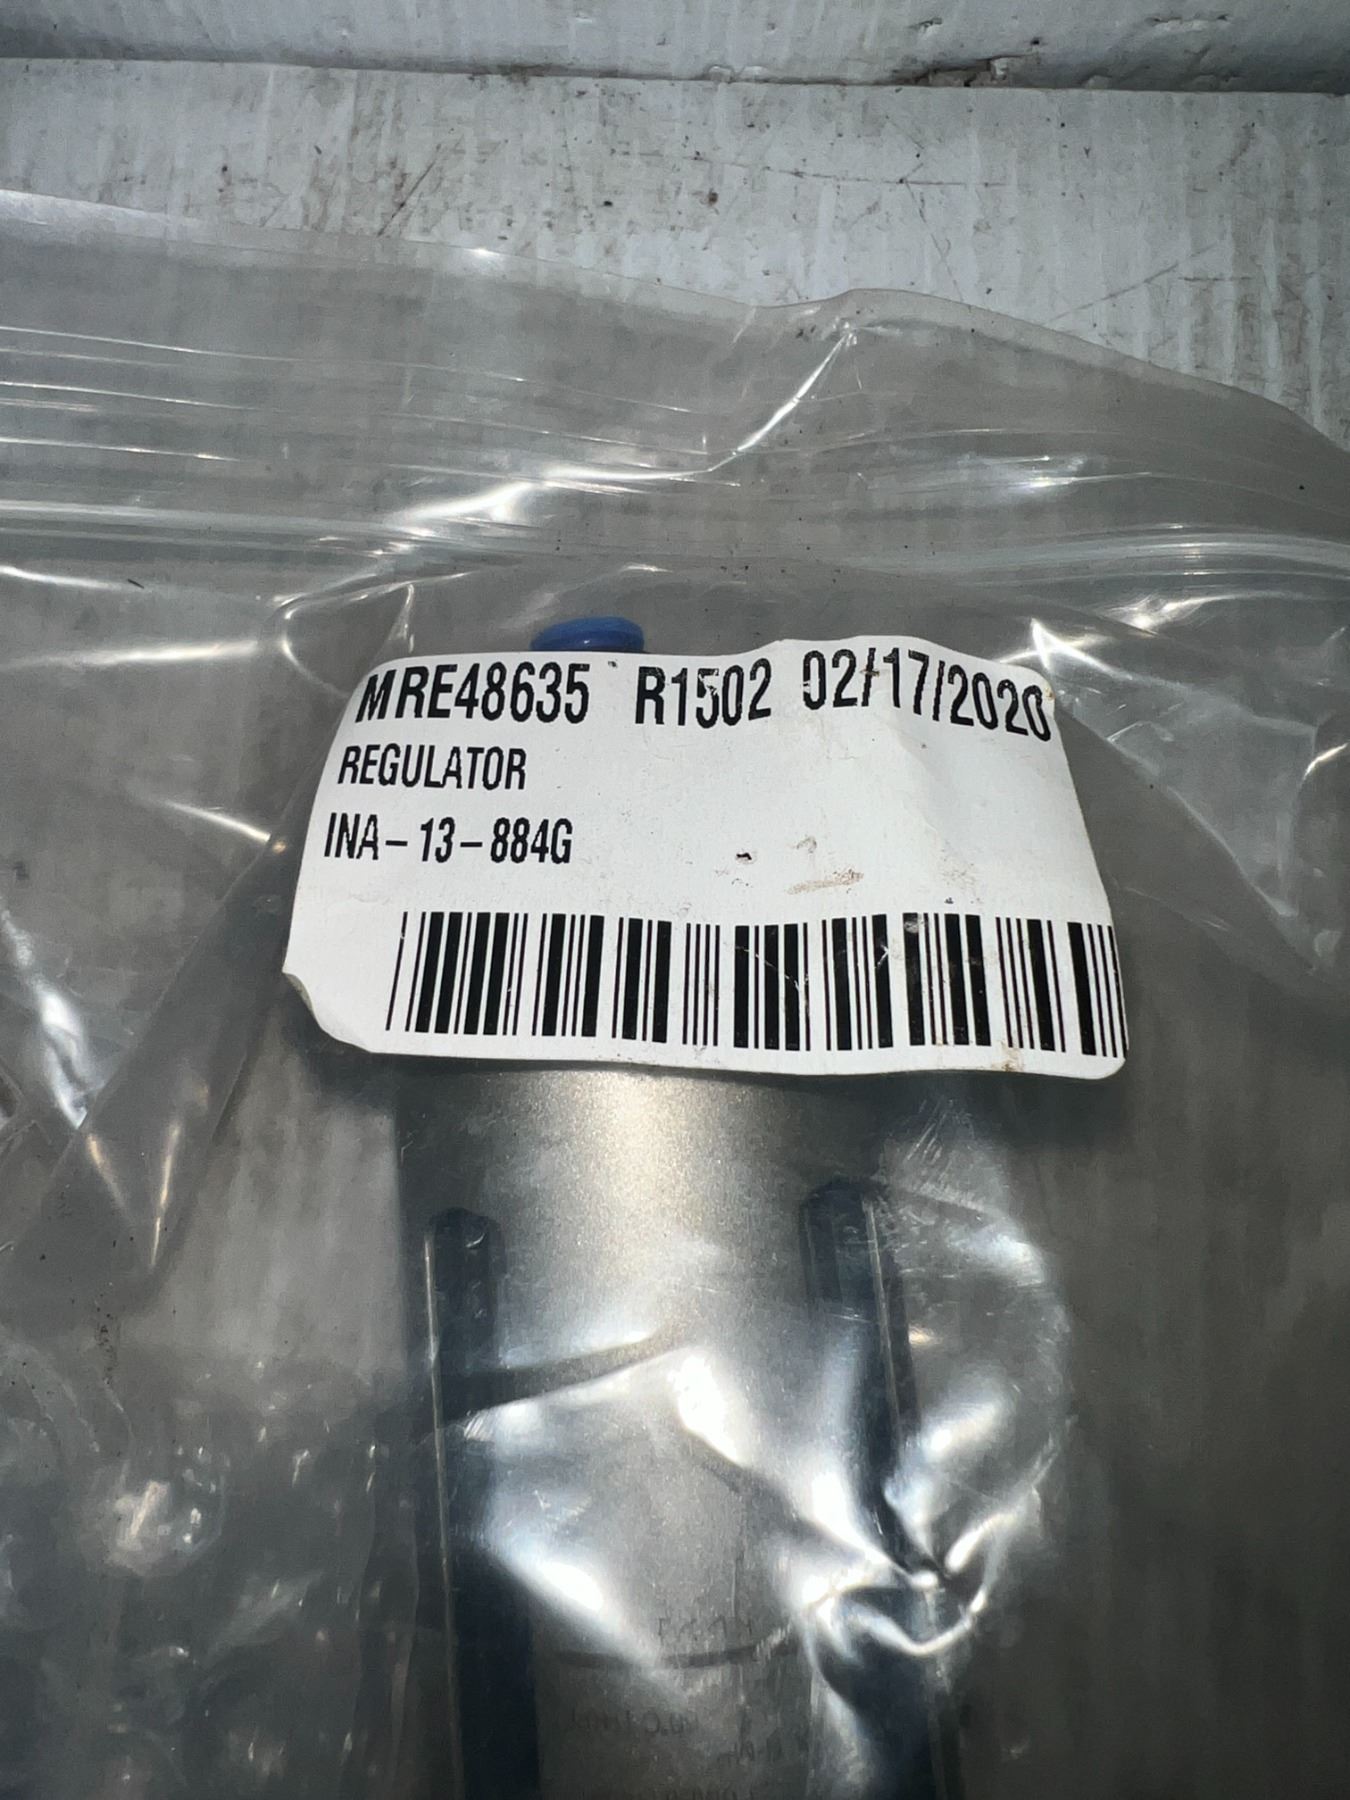 MRE48635 R1502 02/17/2020
REGULATOR
INA-13-884G